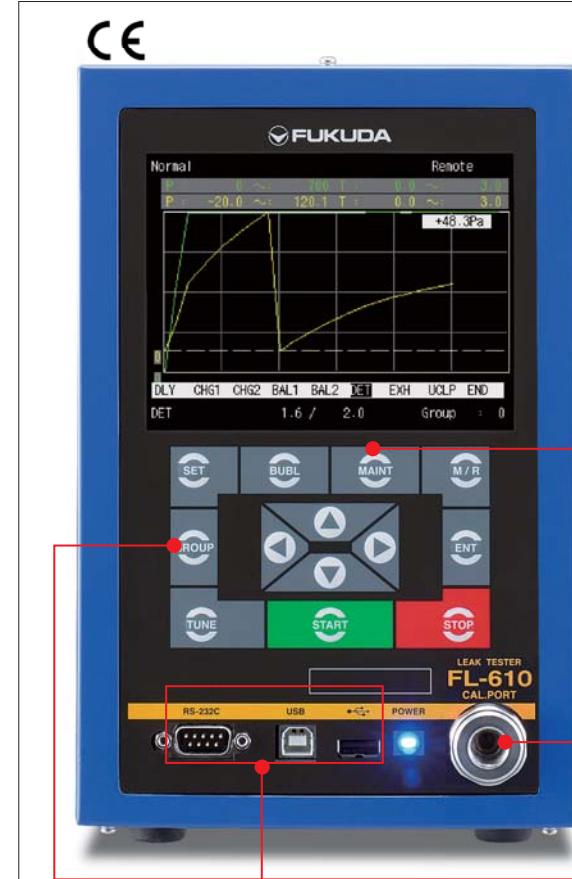 CE
FUKUDA
Normal Remote
P : 0 ~: 700 T : 0.0 ~: 3.0
P : -20.0 ~: 120.1 T : 0.0 ~: 3.0
+48.3Pa
0
DLY CHG1 CHG2 BAL1 BAL2 DET EXH UCLP END
DET 1.6 / 2.0 Group : 0
SET BUBL MAINT M/R
ENT
TUNE START STOP
LEAK TESTER
FL-610
CAL.PORT
RS-232C USB POWER